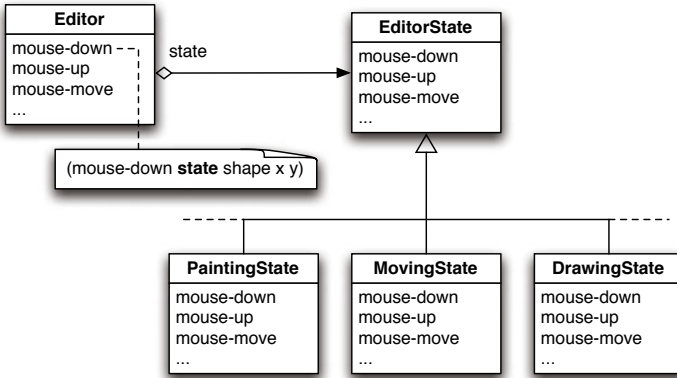 Editor
mouse-down
mouse-up
mouse-move
...
state
EditorState
mouse-down
mouse-up
mouse-move
...
(mouse-down state shape x y)
PaintingState
mouse-down
mouse-up
mouse-move
...
MovingState
mouse-down
mouse-up
mouse-move
...
DrawingState
mouse-down
mouse-up
mouse-move
...